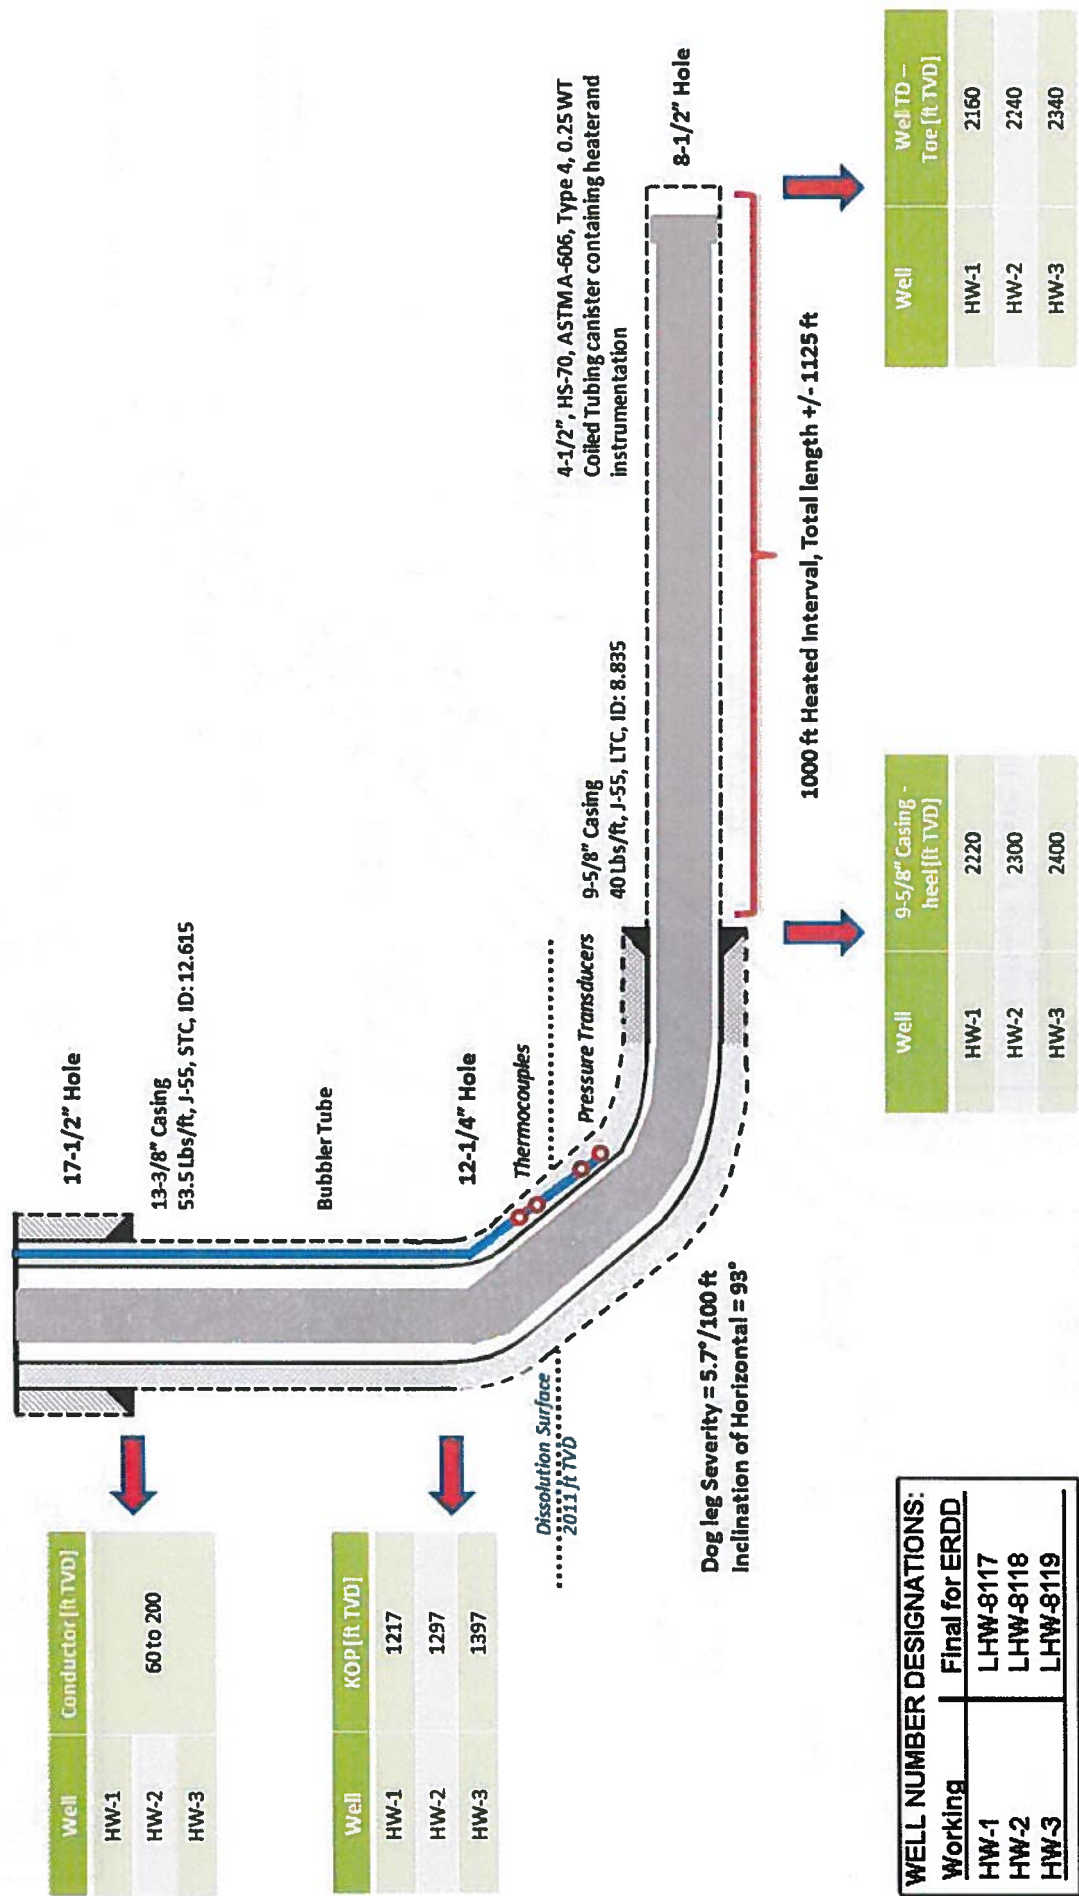 Well Conductor [ft TVD]
HW-1
HW-2 60 to 200
HW-3
17-1/2" Hole
13-3/8" Casing
53.5 Lbs/ft, J-55, STC, ID: 12.615
Bubbler Tube
Well KOP [ft TVD]
HW-1 1217
HW-2 1297
HW-3 1397
12-1/4" Hole
Thermocouples
Dissolution Surface
2011 ft TVD
Pressure Transducers
9-5/8" Casing
40 Lbs/ft, J-55, LTC, ID: 8.835
4-1/2", HS-70, ASTM A-606, Type 4, 0.25 WT
Coiled Tubing canister containing heater and
instrumentation
8-1/2" Hole
Dog leg Severity = 5.7°/100 ft
Inclination of Horizontal = 93°
1000 ft Heated Interval, Total length +/- 1125 ft
WELL NUMBER DESIGNATIONS:
Working Final for ERDD
HW-1 LHW-8117
HW-2 LHW-8118
HW-3 LHW-8119
Well 9-5/8" Casing -
heel [ft TVD]
HW-1 2220
HW-2 2300
HW-3 2400
Well Well TD –
Toe [ft TVD]
HW-1 2160
HW-2 2240
HW-3 2340